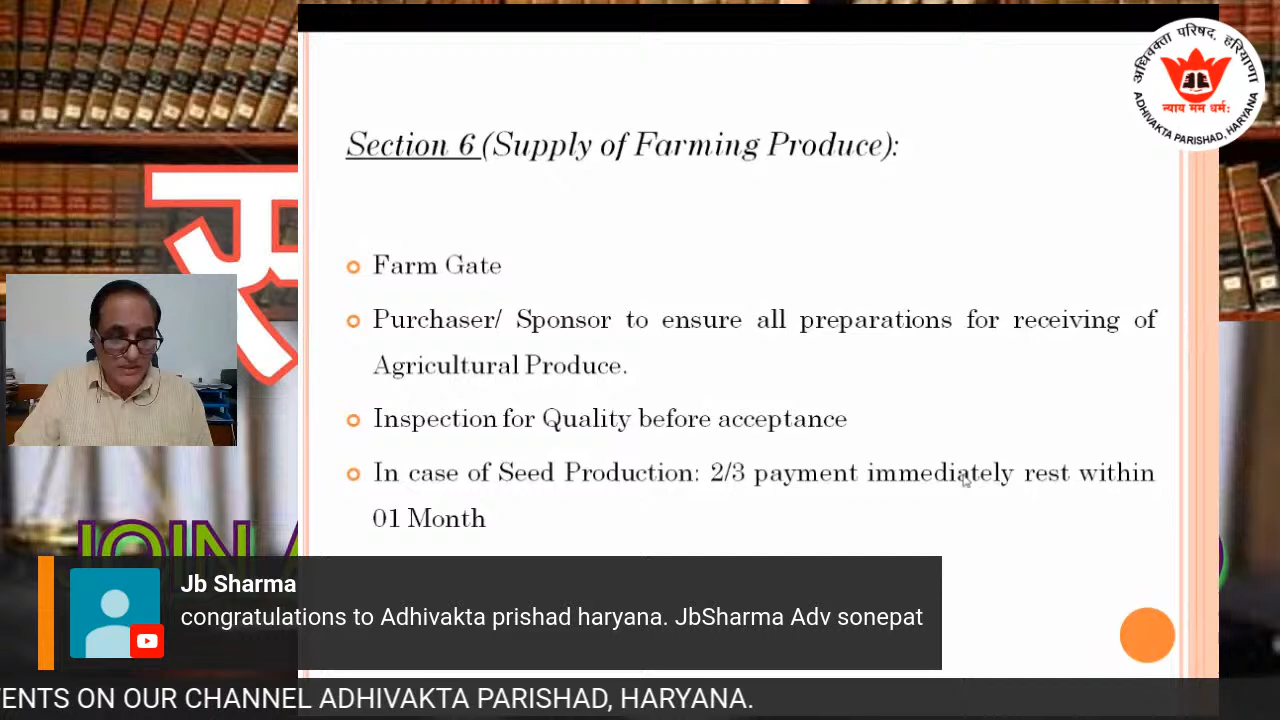 अधिवक्ता परिषद, हरियाणा
न्याय मम धर्मः
ADHIVAKTA PARISHAD, HARYANA
Section 6 (Supply of Farming Produce):
Farm Gate
Purchaser/ Sponsor to ensure all preparations for receiving of
Agricultural Produce.
Inspection for Quality before acceptance
In case of Seed Production: 2/3 payment immediately rest within
01 Month
JOIN
Jb Sharma
congratulations to Adhivakta prishad haryana. JbSharma Adv sonepat
ENTS ON OUR CHANNEL ADHIVAKTA PARISHAD, HARYANA.